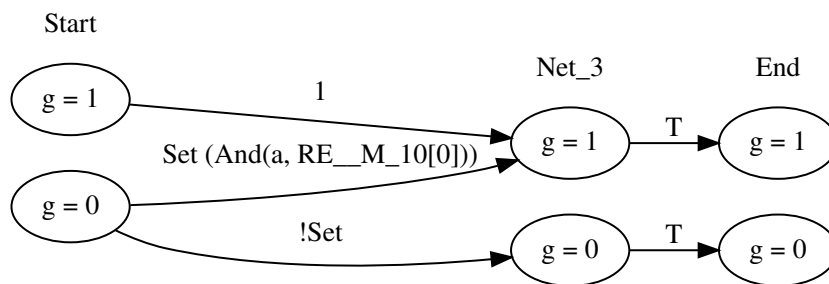 Start
Net_3
End
g = 1
1
g = 1
T
g = 1
Set (And(a, RE__M_10[0]))
g = 0
!Set
g = 0
T
g = 0